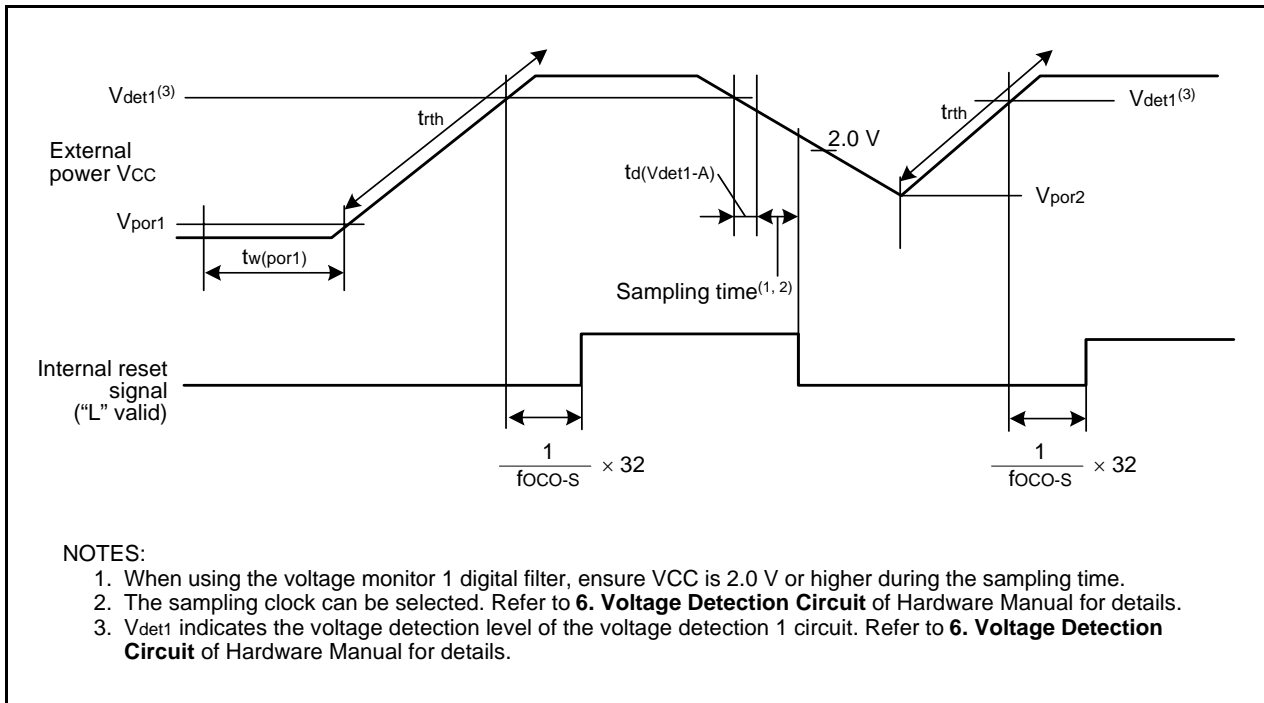 Vdet1(3)
trth
trth
Vdet1(3)
External
power VCC
2.0 V
td(Vdet1-A)
Vpor1
Vpor2
tw(por1)
Sampling time(1, 2)
Internal reset
signal
(“L” valid)
1
fOCO-S
× 32
1
fOCO-S
× 32
NOTES:
1. When using the voltage monitor 1 digital filter, ensure VCC is 2.0 V or higher during the sampling time.
2. The sampling clock can be selected. Refer to 6. Voltage Detection Circuit of Hardware Manual for details.
3. Vdet1 indicates the voltage detection level of the voltage detection 1 circuit. Refer to 6. Voltage Detection
Circuit of Hardware Manual for details.